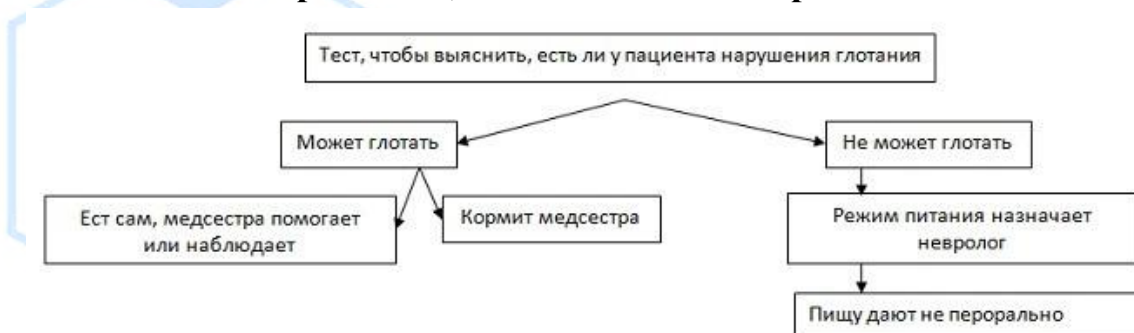 Тест, чтобы выяснить, есть ли у пациента нарушения глотания
Может глотать
Не может глотать
Ест сам, медсестра помогает
или наблюдает
Кормит медсестра
Режим питания назначает
невролог
Пищу дают не перорально